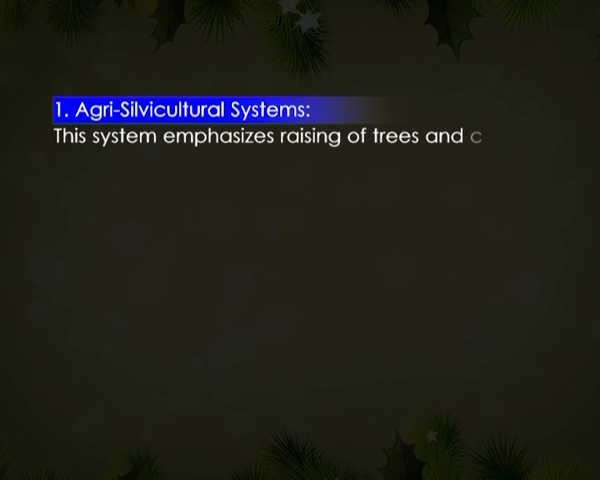 1. Agri-Silvicultural Systems:
This system emphasizes raising of trees and c